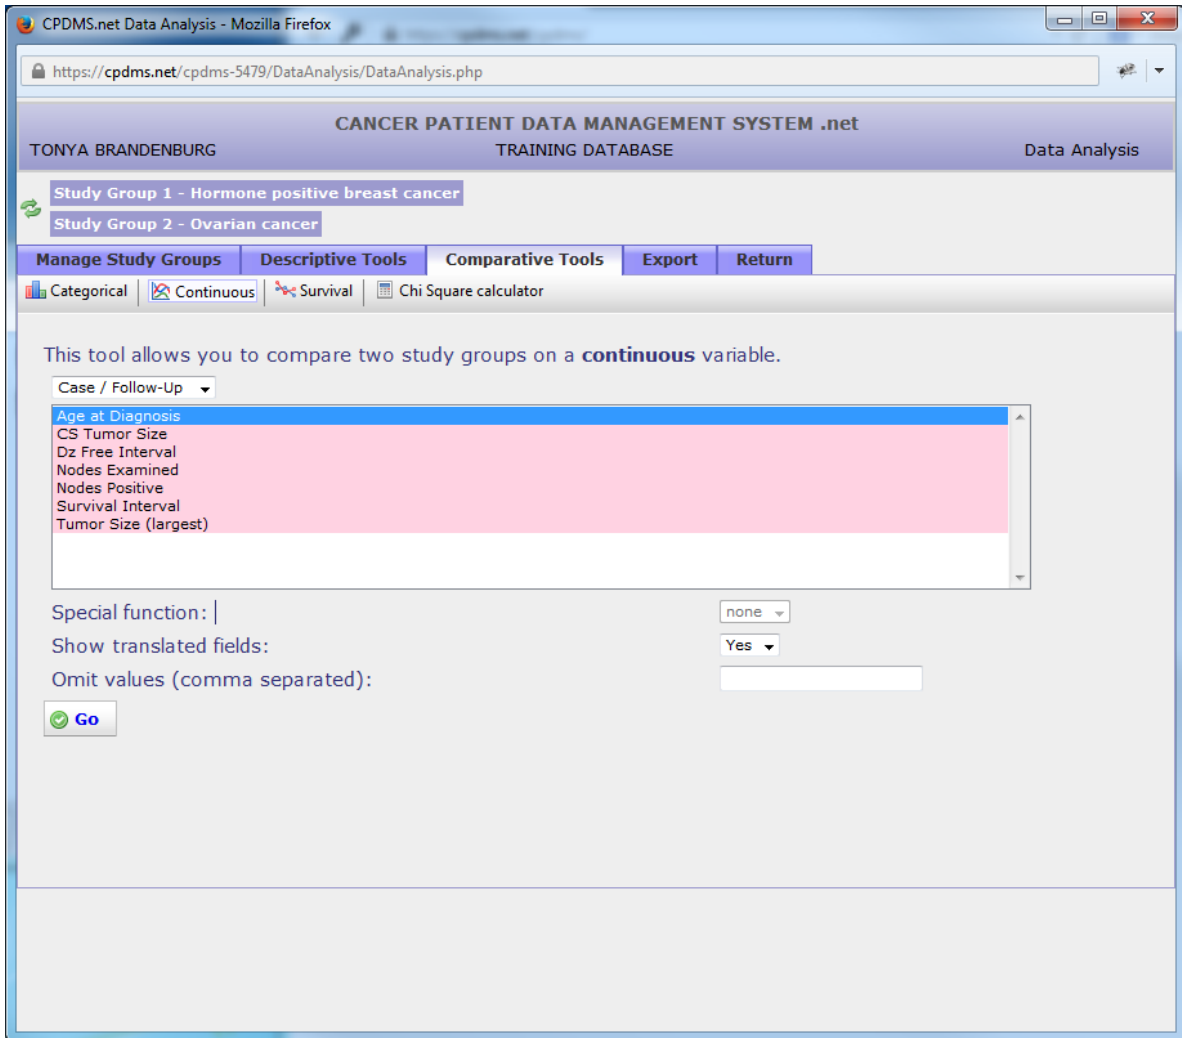 CPDMS.net Data Analysis - Mozilla Firefox
https://cpdms.net/cpdms-5479/DataAnalysis/DataAnalysis.php
CANCER PATIENT DATA MANAGEMENT SYSTEM .net
TONYA BRANDENBURG TRAINING DATABASE Data Analysis
Study Group 1 - Hormone positive breast cancer
Study Group 2 - Ovarian cancer
Manage Study Groups Descriptive Tools Comparative Tools Export Return
Categorical Continuous Survival Chi Square calculator
This tool allows you to compare two study groups on a continuous variable.
Case / Follow-Up
Age at Diagnosis
CS Tumor Size
Dz Free Interval
Nodes Examined
Nodes Positive
Survival Interval
Tumor Size (largest)
Special function: none
Show translated fields: Yes
Omit values (comma separated):
Go